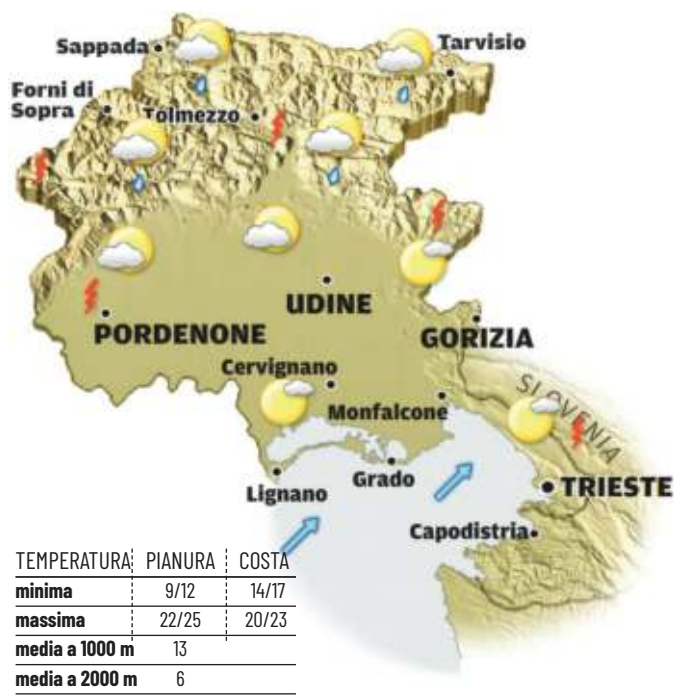 Sappada
Tarvisio
Forni di
Sopra
Tolmezzo
UDINE
PORDENONE
GORIZIA
Cervignano
SLOVENIA
Monfalcone
Grado
Lignano
TRIESTE
Capodistria
TEMPERATURA PIANURA COSTA
minima 9/12 14/17
massima 22/25 20/23
media a 1000 m 13
media a 2000 m 6